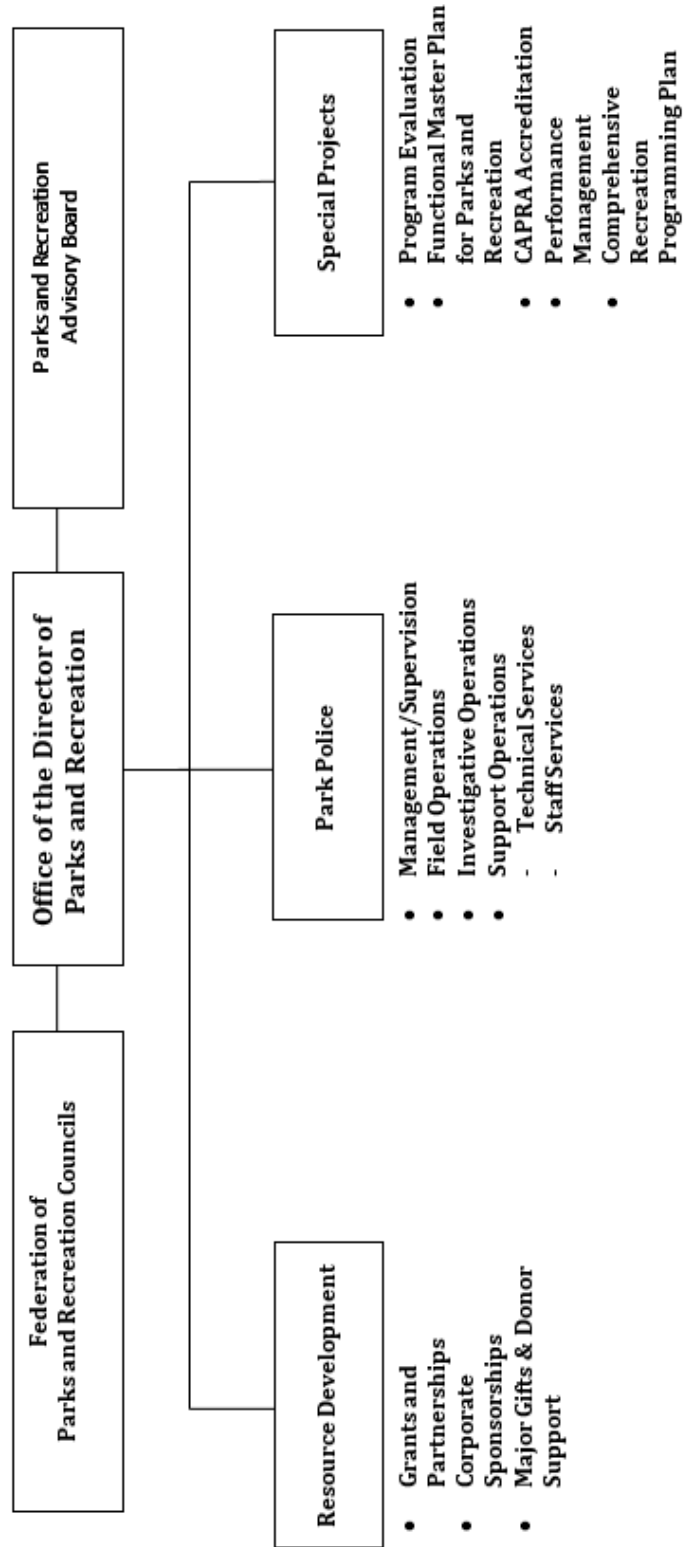 Federation of
Parks and Recreation Councils
Office of the Director of
Parks and Recreation
Parks and Recreation
Advisory Board
Resource Development
• Grants and
Partnerships
• Corporate
Sponsorships
• Major Gifts & Donor
Support
Park Police
• Management/Supervision
• Field Operations
• Investigative Operations
• Support Operations
- Technical Services
- Staff Services
Special Projects
• Program Evaluation
• Functional Master Plan
for Parks and
Recreation
• CAPRA Accreditation
• Performance
Management
• Comprehensive
Recreation
Programming Plan